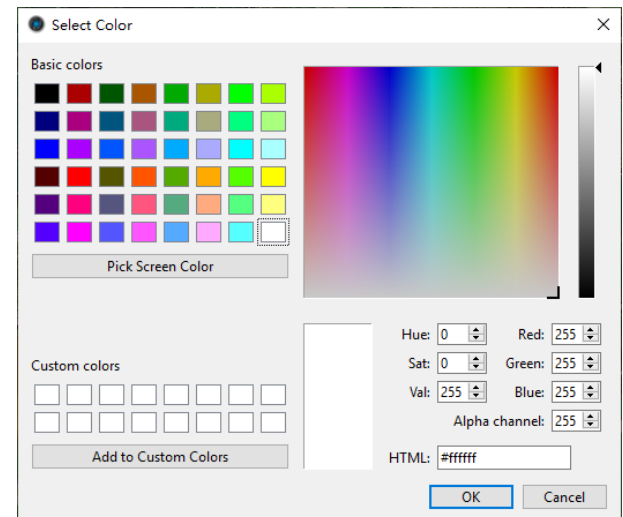 Select Color
Basic colors
Pick Screen Color
Hue: 0
Red: 255
Sat: 0
Green: 255
Val: 255
Blue: 255
Alpha channel: 255
Custom colors
Add to Custom Colors
HTML: #ffffff
OK
Cancel